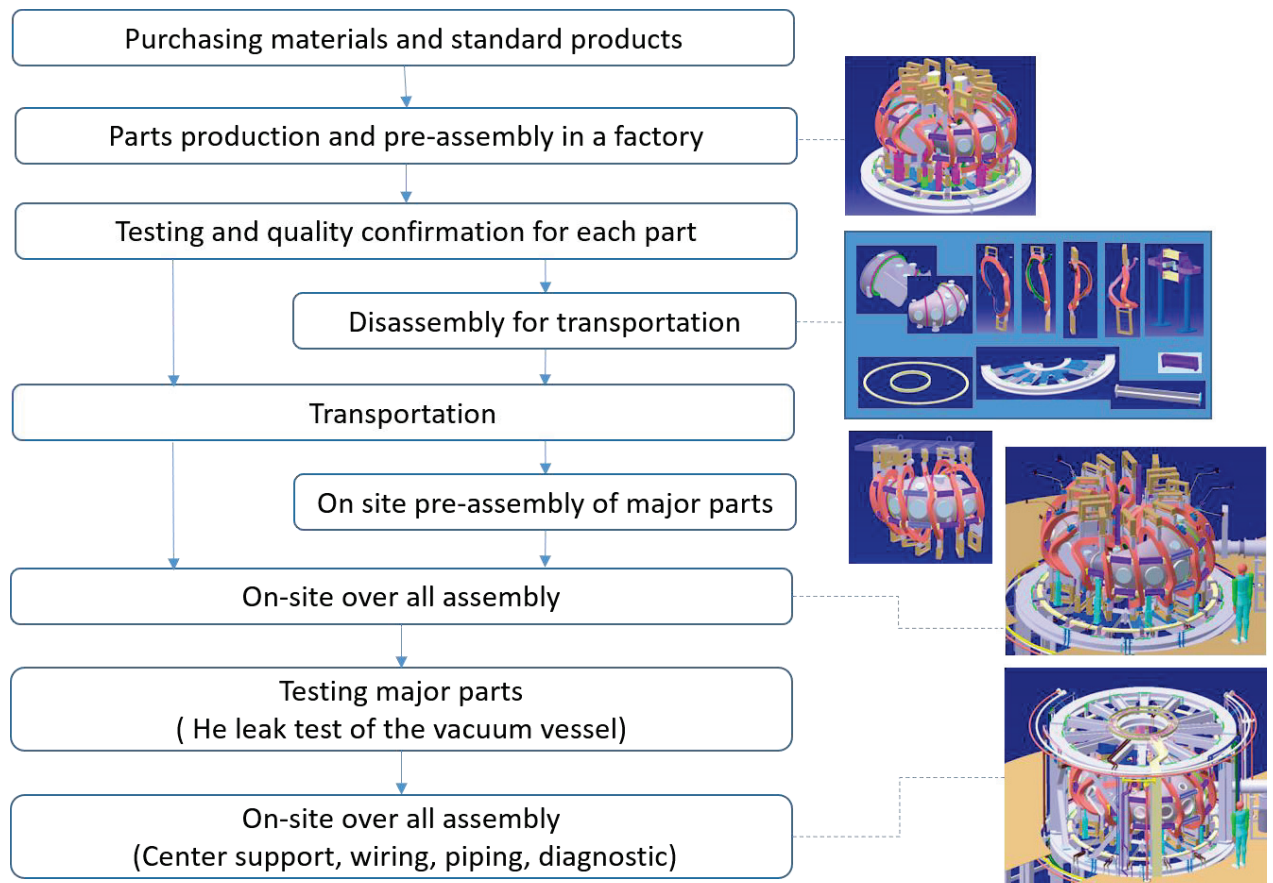 Purchasing materials and standard products
Parts production and pre-assembly in a factory
Testing and quality confirmation for each part
Disassembly for transportation
Transportation
On site pre-assembly of major parts
On-site over all assembly
Testing major parts
( He leak test of the vacuum vessel)
On-site over all assembly
(Center support, wiring, piping, diagnostic)